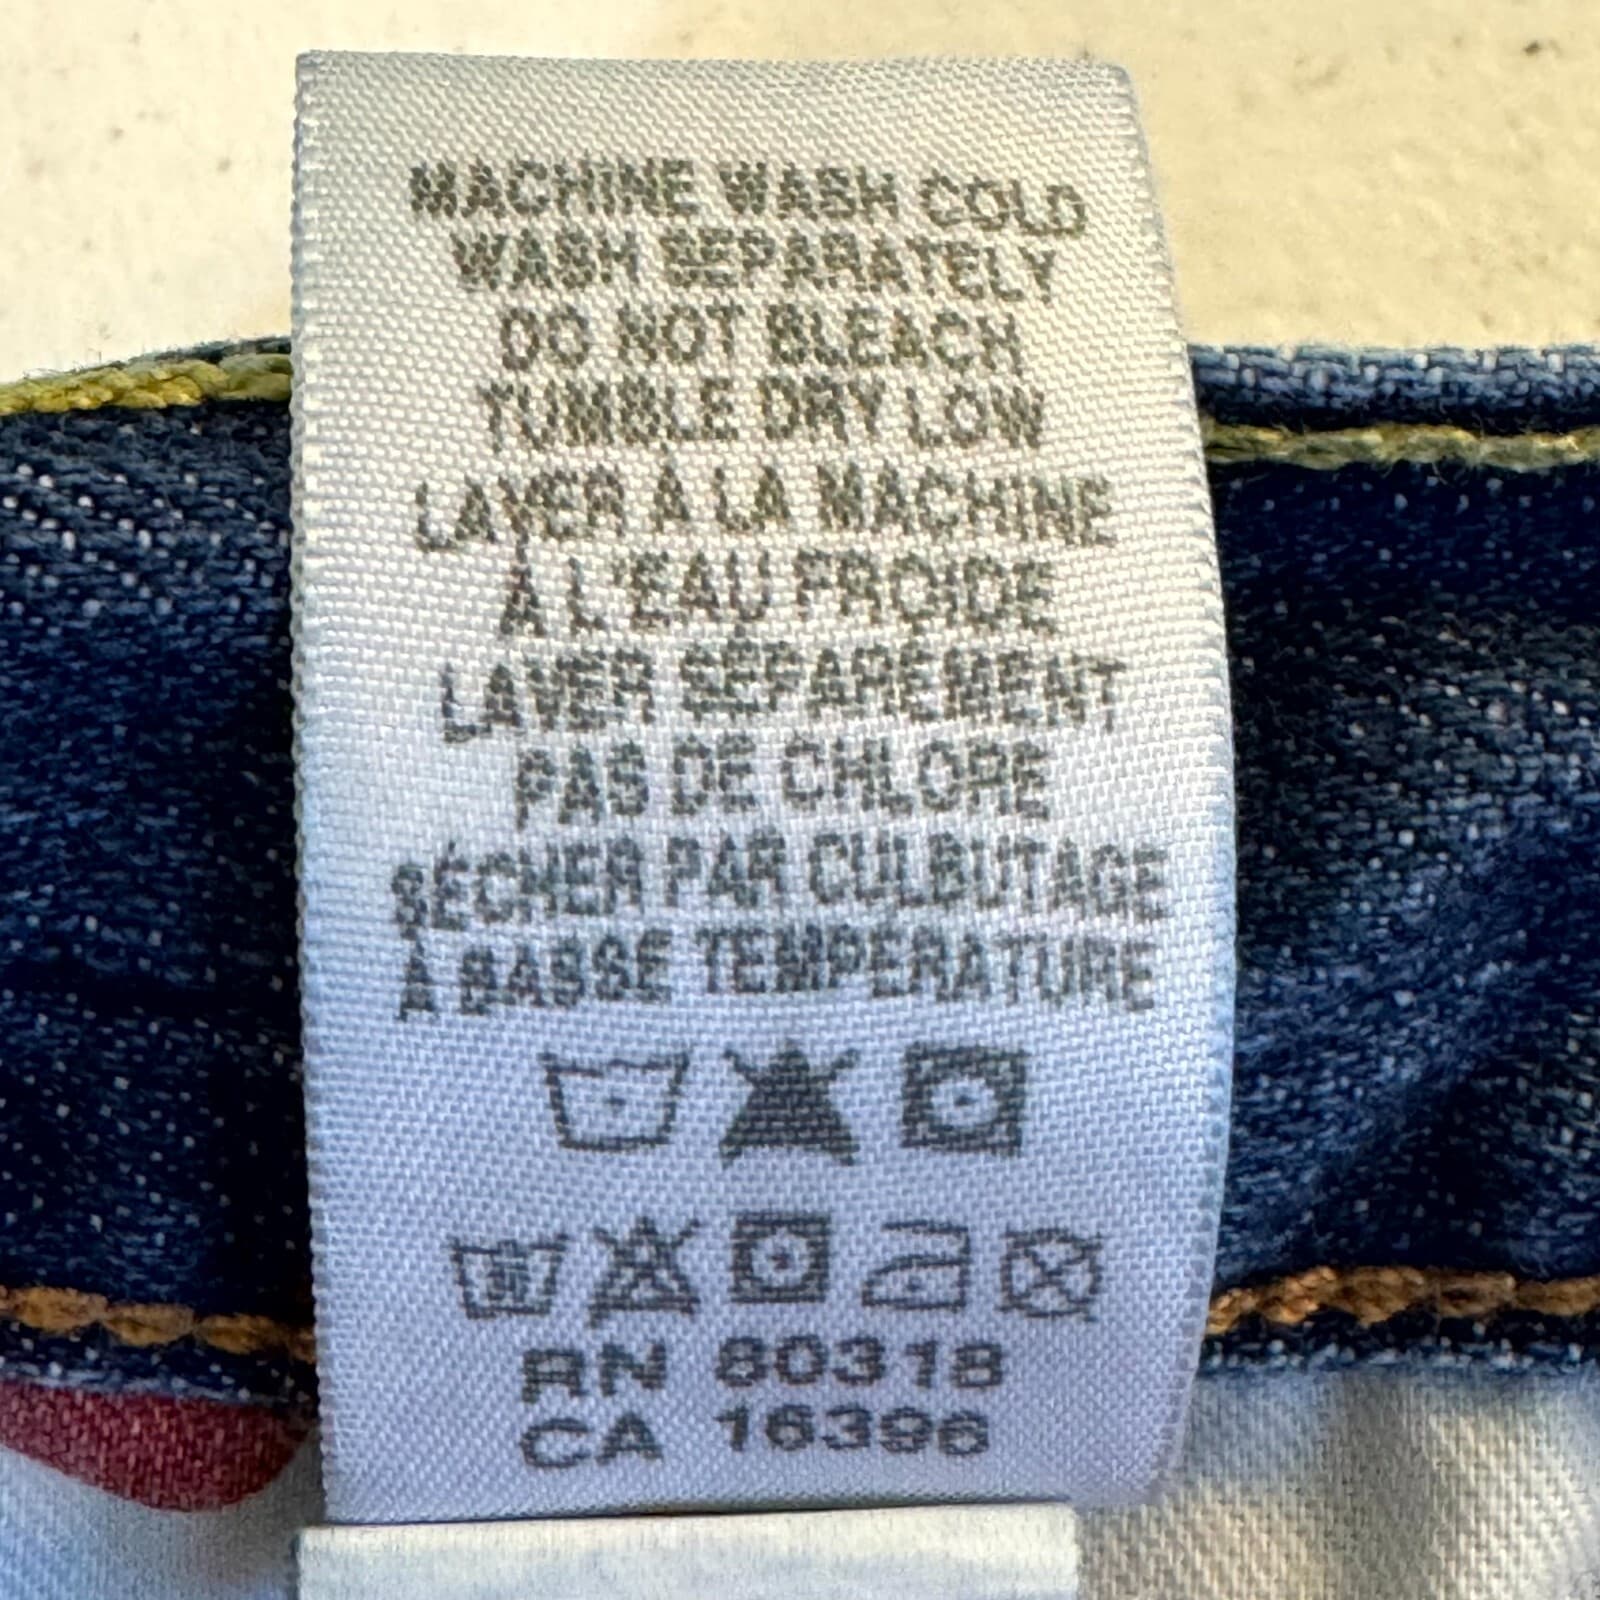 MACHINE WASH COLD
WASH SEPARATELY
DO NOT BLEACH
TUMBLE DRY LOW
LAVER À LA MACHINE
À L'EAU FROIDE
LAVER SÉPARÉMENT
PAS DE CHLORE
SÉCHER PAR CULBUTAGE
À BASSE TEMPÉRATURE
RN 80318
CA 16396